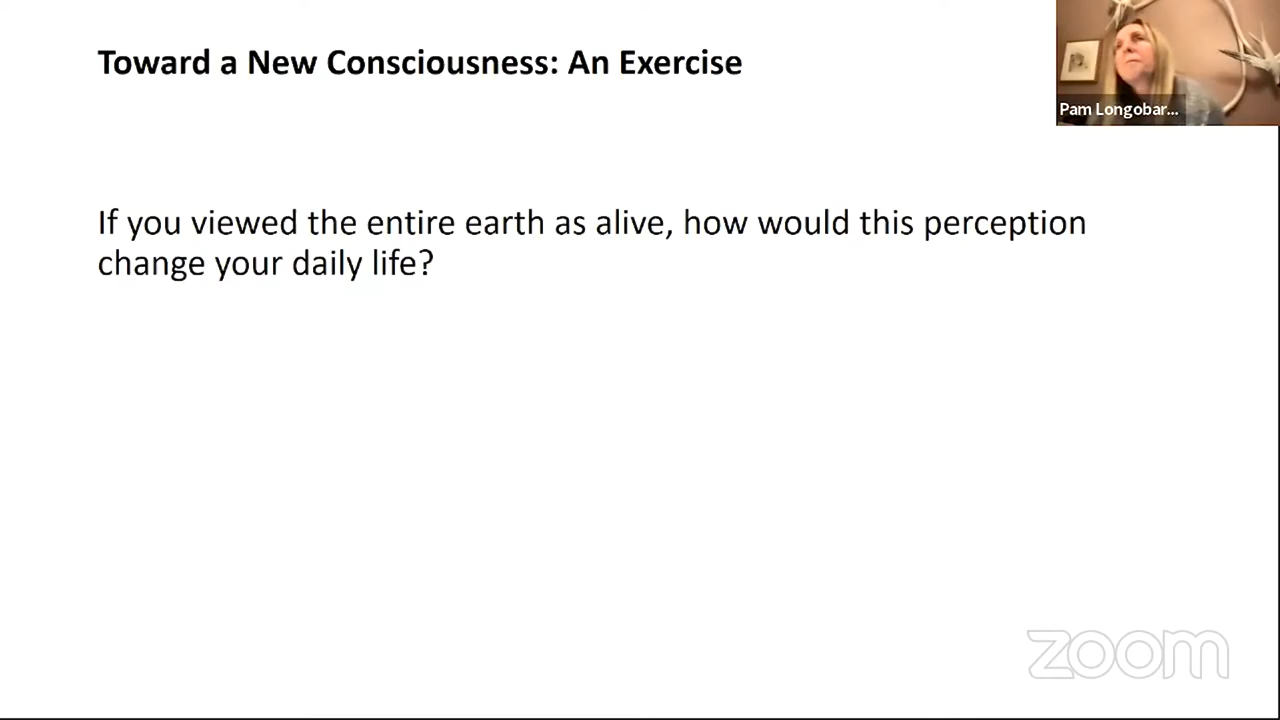 Toward a New Consciousness: An Exercise
Pam Longobar...
If you viewed the entire earth as alive, how would this perception
change your daily life?
zoom